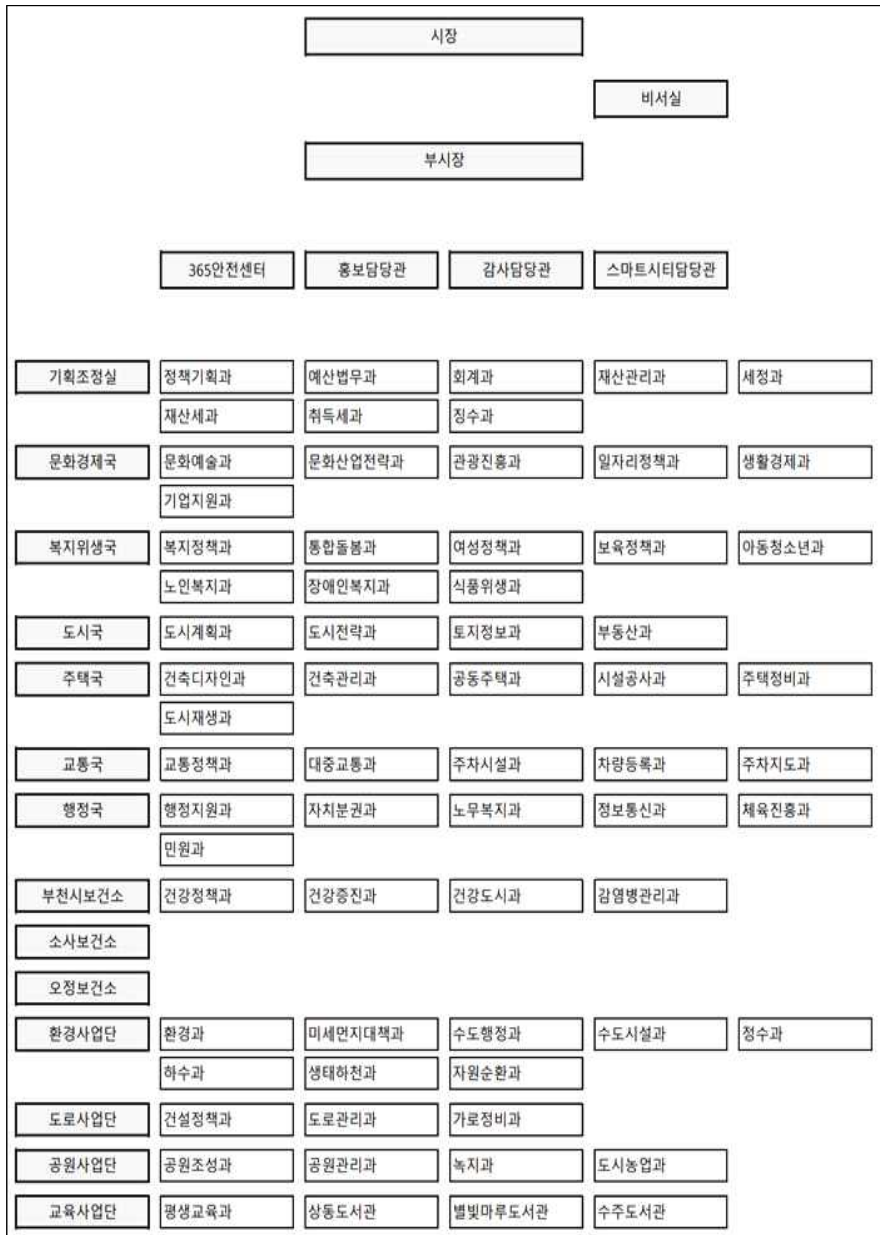 시장
비서실
부시장
365안전센터 홍보담당관 감사담당관 스마트시티담당관
기획조정실 정책기획과 예산법무과 회계과 재산관리과 세정과
재산세과 취득세과 징수과
문화경제국 문화예술과 문화산업전략과 관광진흥과 일자리정책과 생활경제과
기업지원과
복지위생국 복지정책과 통합돌봄과 여성정책과 보육정책과 아동청소년과
노인복지과 장애인복지과 식품위생과
도시국 도시계획과 도시전략과 토지정보과 부동산과
주택국 건축디자인과 건축관리과 공동주택과 시설공사과 주택정비과
도시재생과
교통국 교통정책과 대중교통과 주차시설과 차량등록과 주차지도과
행정국 행정지원과 자치분권과 노무복지과 정보통신과 체육진흥과
민원과
부천시보건소 건강정책과 건강증진과 건강도시과 감염병관리과
소사보건소
오정보건소
환경사업단 환경과 미세먼지대책과 수도행정과 수도시설과 정수과
하수과 생태하천과 자원순환과
도로사업단 건설정책과 도로관리과 가로정비과
공원사업단 공원조성과 공원관리과 녹지과 도시농업과
교육사업단 평생교육과 상동도서관 별빛마루도서관 수주도서관